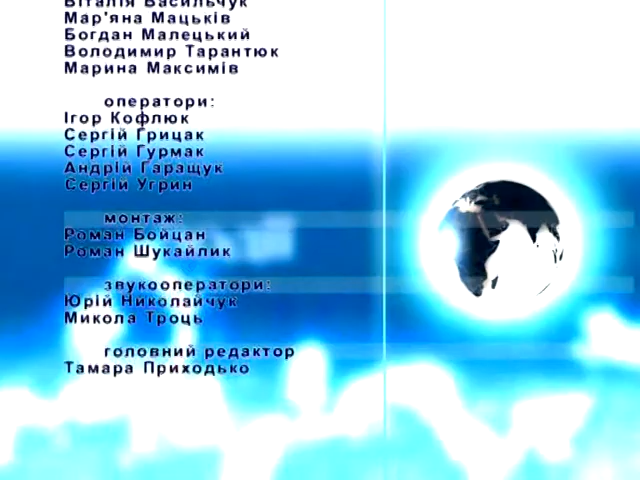 Віталія Васильчук
Мар'яна Мацьків
Богдан Малецький
Володимир Тарантюк
Марина Максимів
оператори:
Ігор Кофлюк
Сергій Грицак
Сергій Гурмак
Андрій Гаращук
Сергій Угрин
монтаж:
Роман Бойцан
Роман Шукайлик
звукооператори:
Юрій Николайчук
Микола Троць
головний редактор
Тамара Приходько